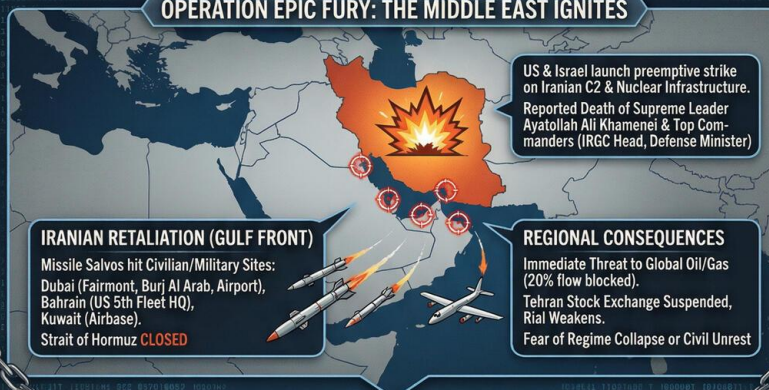 OPERATION EPIC FURY: THE MIDDLE EAST IGNITES
US & Israel launch preemptive strike
on Iranian C2 & Nuclear Infrastructure.
Reported Death of Supreme Leader
Ayatollah Ali Khamenei & Top Com-
manders (IRGC Head, Defense Minister)
IRANIAN RETALIATION (GULF FRONT)
Missile Salvos hit Civilian/Military Sites:
Dubai (Fairmont, Burj Al Arab, Airport),
Bahrain (US 5th Fleet HQ),
Kuwait (Airbase).
Strait of Hormuz CLOSED
REGIONAL CONSEQUENCES
Immediate Threat to Global Oil/Gas
(20% flow blocked).
Tehran Stock Exchange Suspended,
Rial Weakens.
Fear of Regime Collapse or Civil Unrest